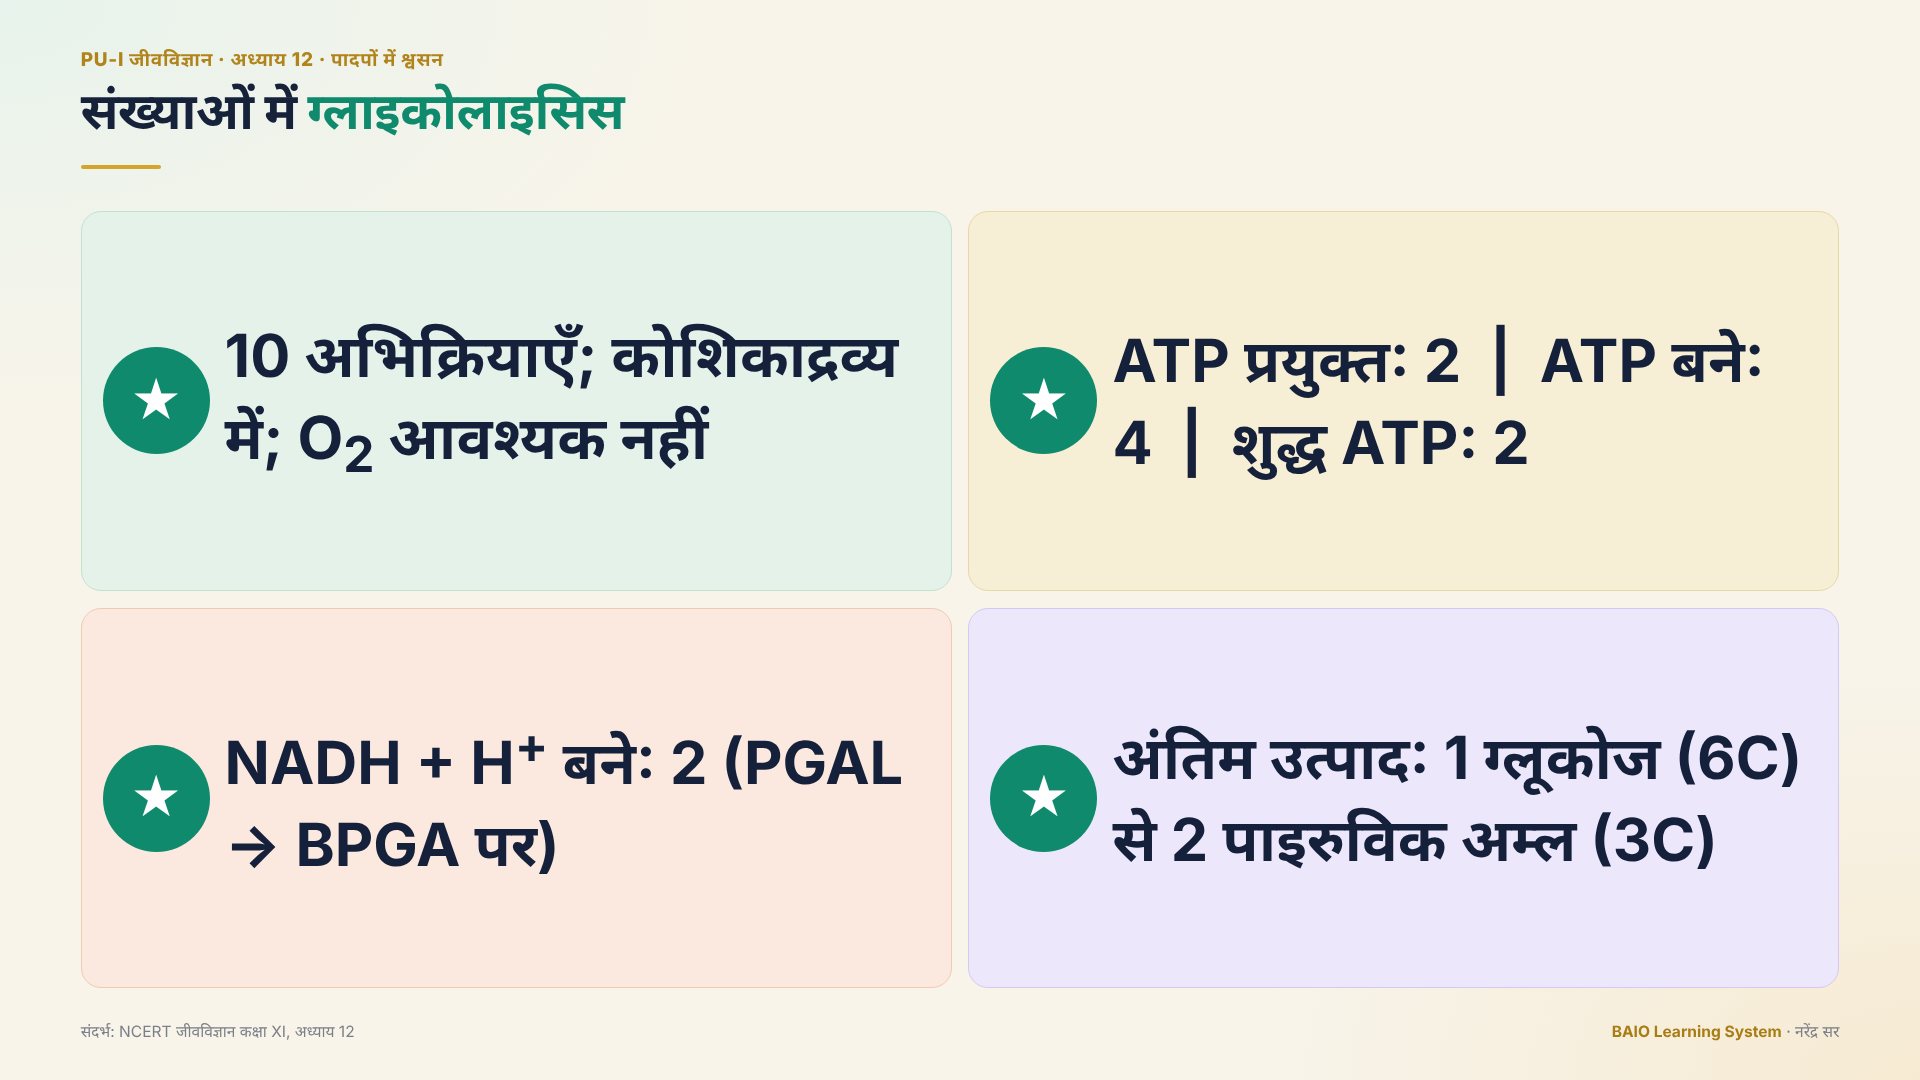 PU-I जीवविज्ञान · अध्याय 12 · पादपों में श्वसन
संख्याओं में ग्लाइकोलाइसिस
10 अभिक्रियाएँ; कोशिकाद्रव्य
में; O₂ आवश्यक नहीं
ATP प्रयुक्त: 2 | ATP बने:
4 | शुद्ध ATP: 2
NADH + H⁺ बने: 2 (PGAL
→ BPGA पर)
अंतिम उत्पाद: 1 ग्लूकोज (6C)
से 2 पाइरुविक अम्ल (3C)
संदर्भ: NCERT जीवविज्ञान कक्षा XI, अध्याय 12
BAIO Learning System · नरेंद्र सर